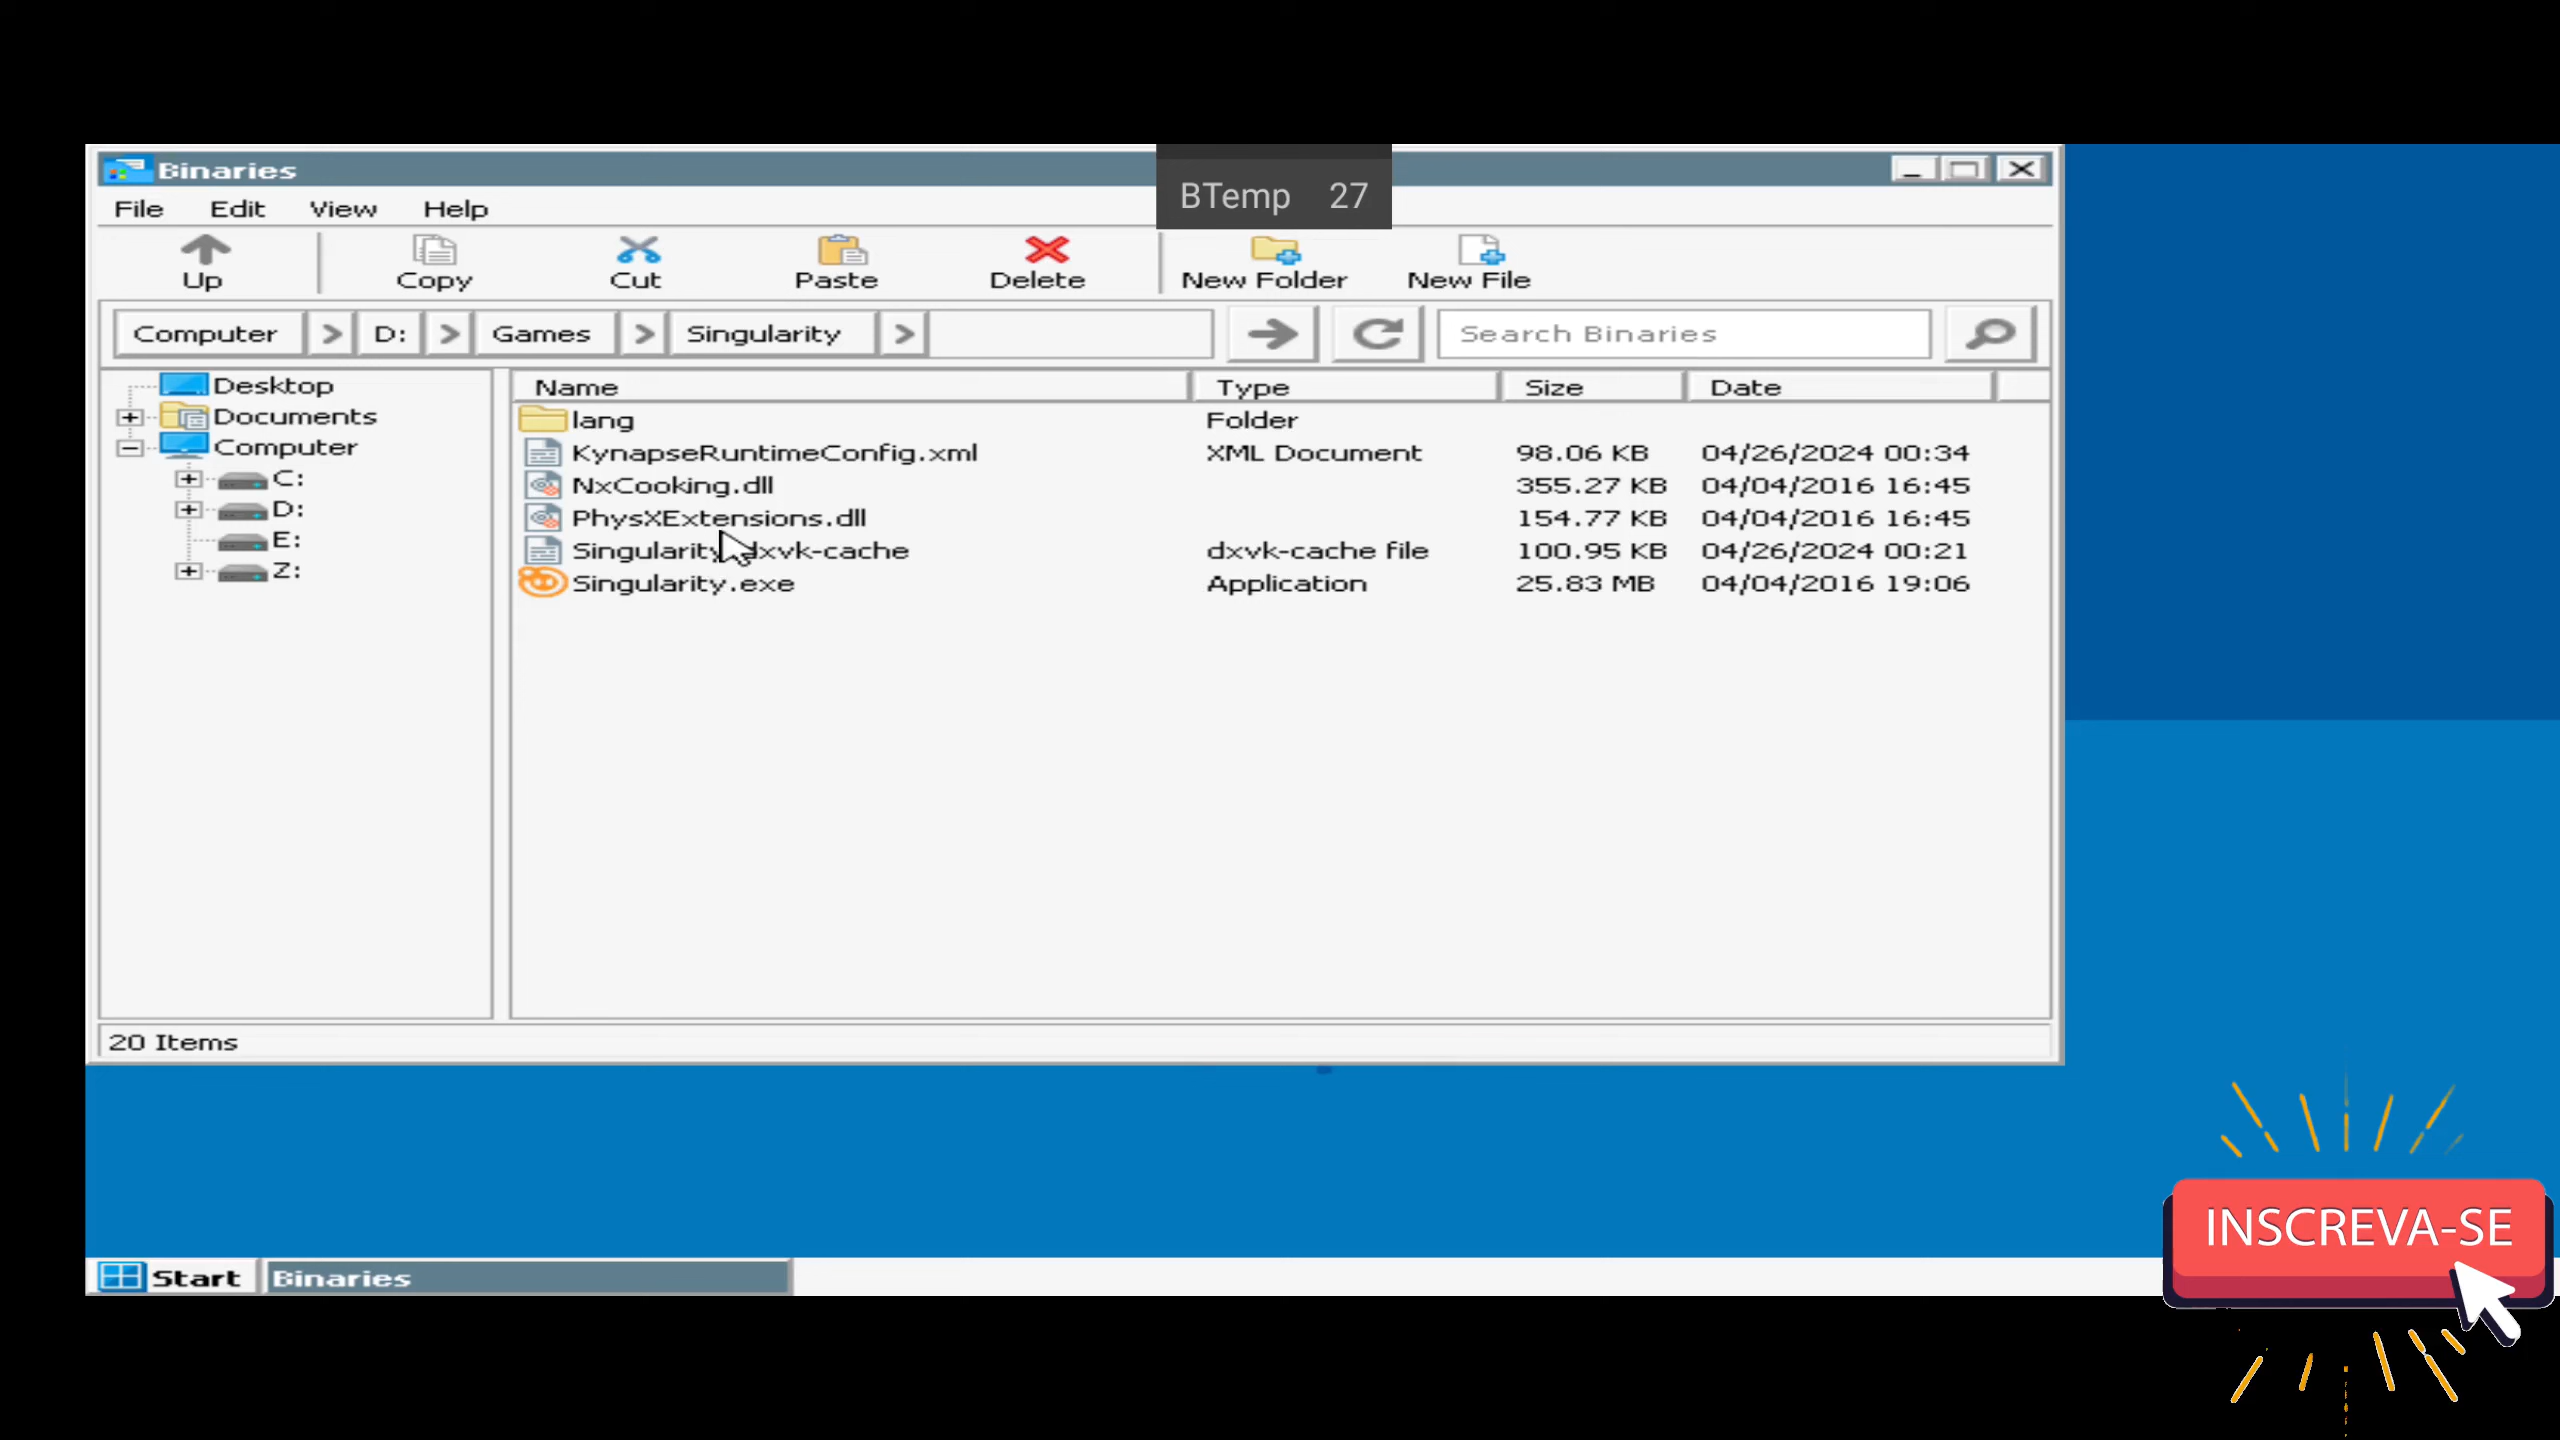 Binaries
BTemp 27
File Edit View Help
Up Copy Cut Paste Delete New Folder New File
Computer > D: > Games > Singularity > Search Binaries
Desktop
Documents
Computer
C:
D:
E:
Z:
Name Type Size Date
lang Folder
KynapseRuntimeConfig.xml XML Document 98.06 KB 04/26/2024 00:34
NxCooking.dll 355.27 KB 04/04/2016 16:45
PhysXExtensions.dll 154.77 KB 04/04/2016 16:45
Singularity.dxvk-cache dxvk-cache file 100.95 KB 04/26/2024 00:21
Singularity.exe Application 25.83 MB 04/04/2016 19:06
20 Items
INSCREVA-SE
Start Binaries